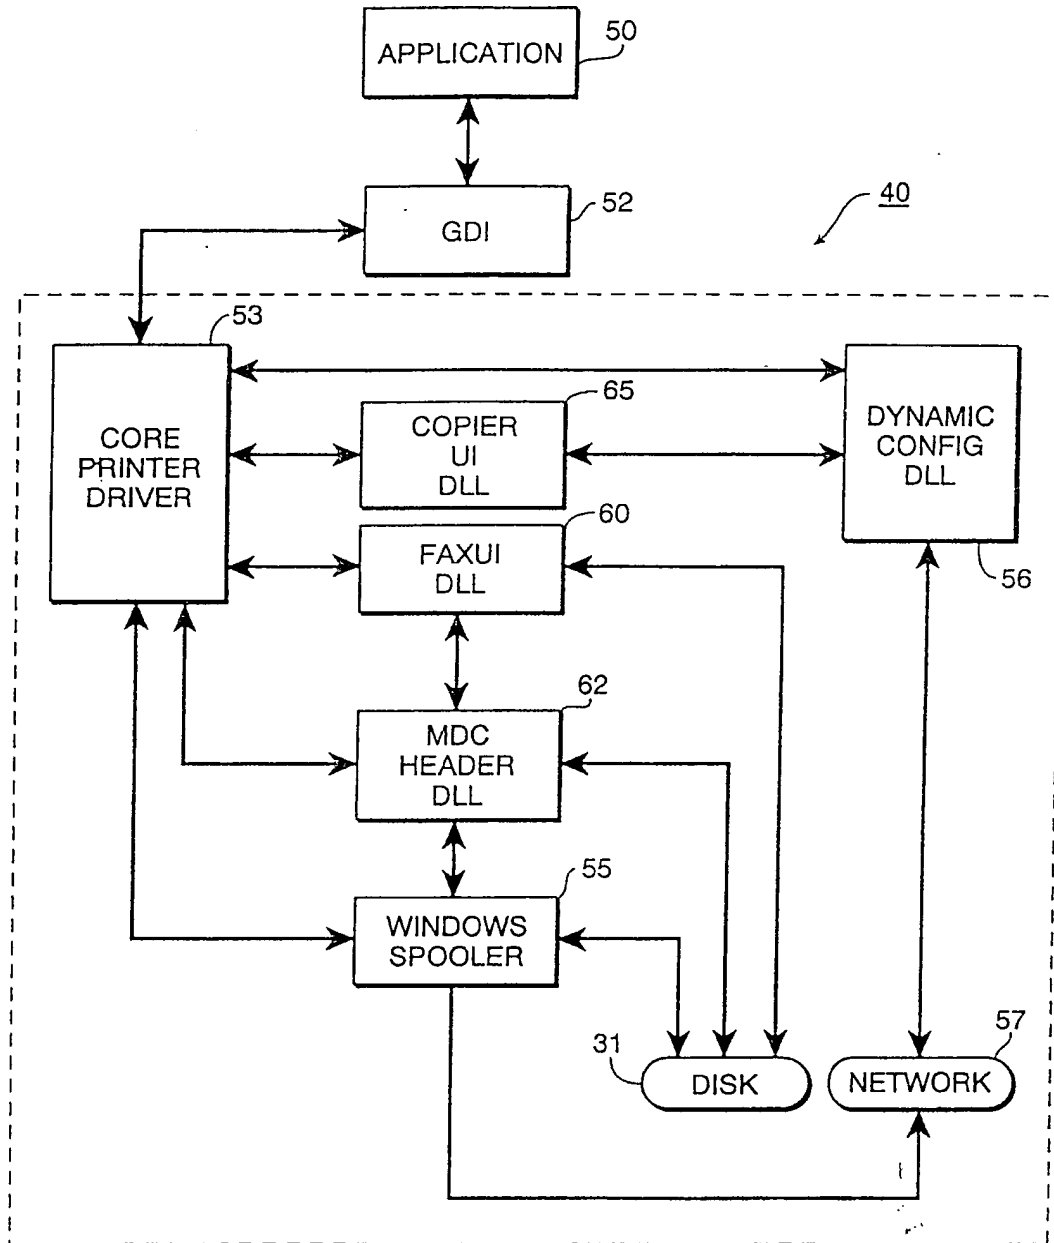 50
APPLICATION
52
GDI
40
53
CORE
PRINTER
DRIVER
65
COPIER
UI
DLL
DYNAMIC
CONFIG
DLL
56
60
FAXUI
DLL
62
MDC
HEADER
DLL
55
WINDOWS
SPOOLER
31
DISK
57
NETWORK